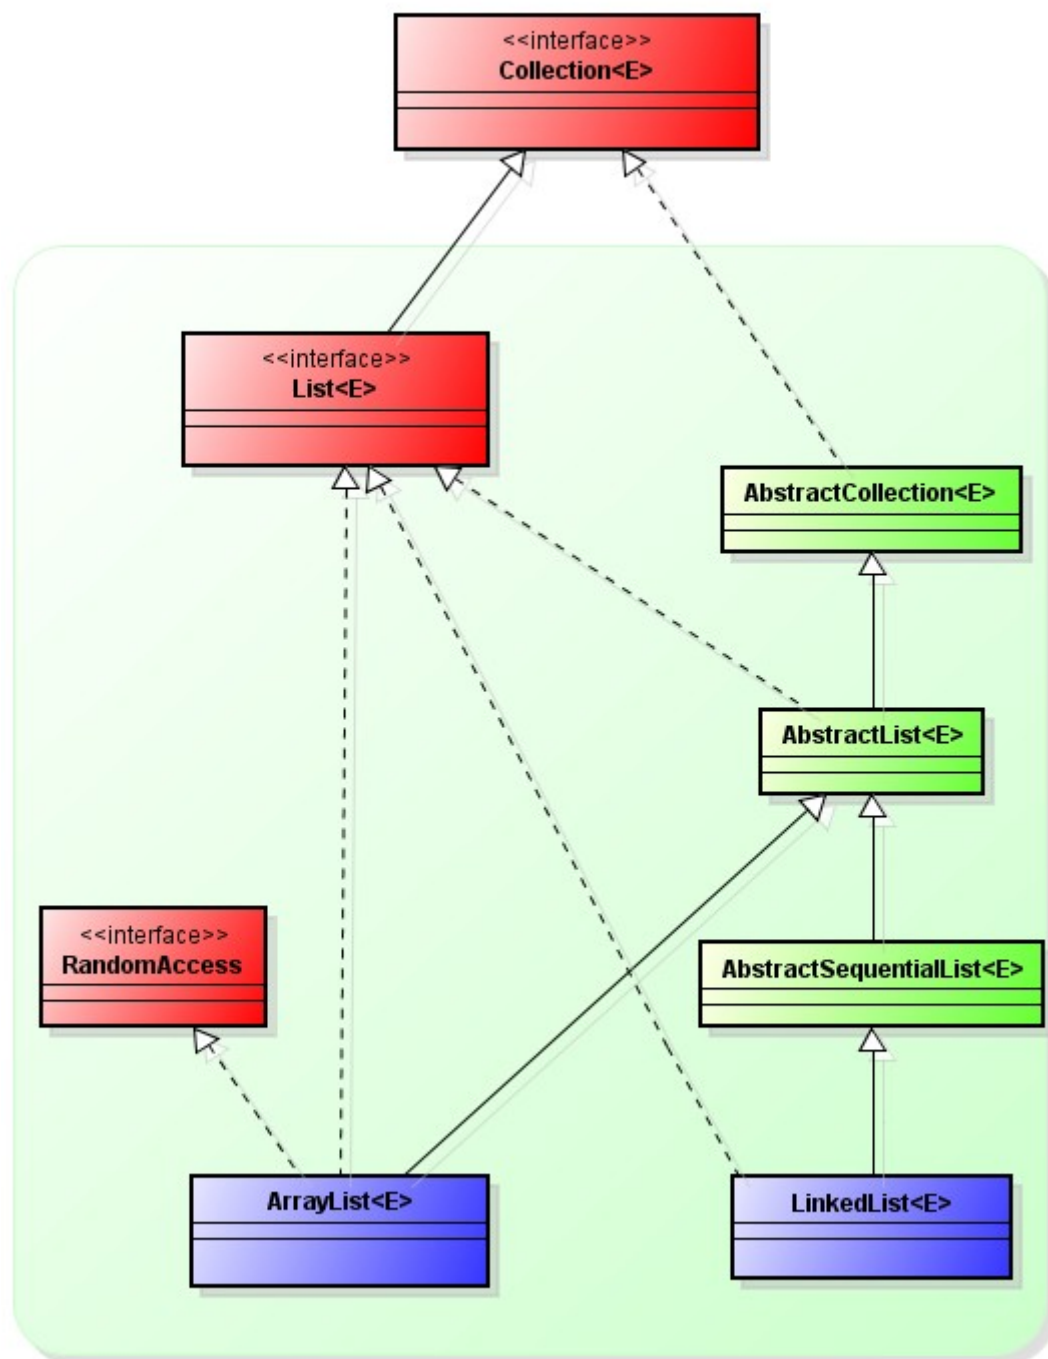 <<interface>>
Collection<E>
<<interface>>
List<E>
AbstractCollection<E>
AbstractList<E>
<<interface>>
RandomAccess
AbstractSequentialList<E>
ArrayList<E>
LinkedList<E>